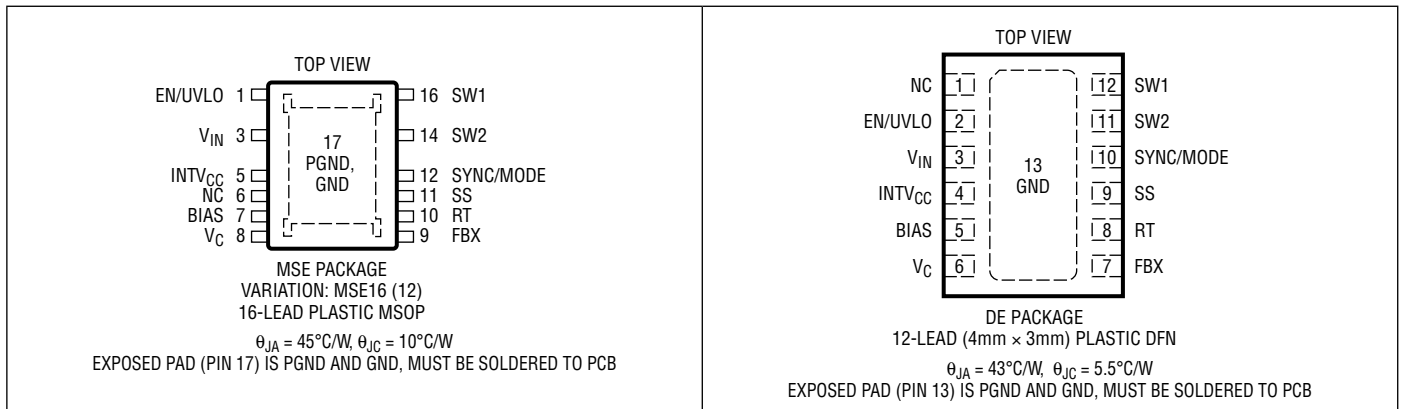 TOP VIEW
EN/UVLO 1
VIN 3
INTVCC 5
NC 6
BIAS 7
VC 8
17
PGND,
GND
16 SW1
14 SW2
12 SYNC/MODE
11 SS
10 RT
9 FBX
MSE PACKAGE
VARIATION: MSE16 (12)
16-LEAD PLASTIC MSOP
θJA = 45°C/W, θJC = 10°C/W
EXPOSED PAD (PIN 17) IS PGND AND GND, MUST BE SOLDERED TO PCB
TOP VIEW
NC 1
EN/UVLO 2
VIN 3
INTVCC 4
BIAS 5
VC 6
13
GND
12 SW1
11 SW2
10 SYNC/MODE
9 SS
8 RT
7 FBX
DE PACKAGE
12-LEAD (4mm × 3mm) PLASTIC DFN
θJA = 43°C/W, θJC = 5.5°C/W
EXPOSED PAD (PIN 13) IS PGND AND GND, MUST BE SOLDERED TO PCB